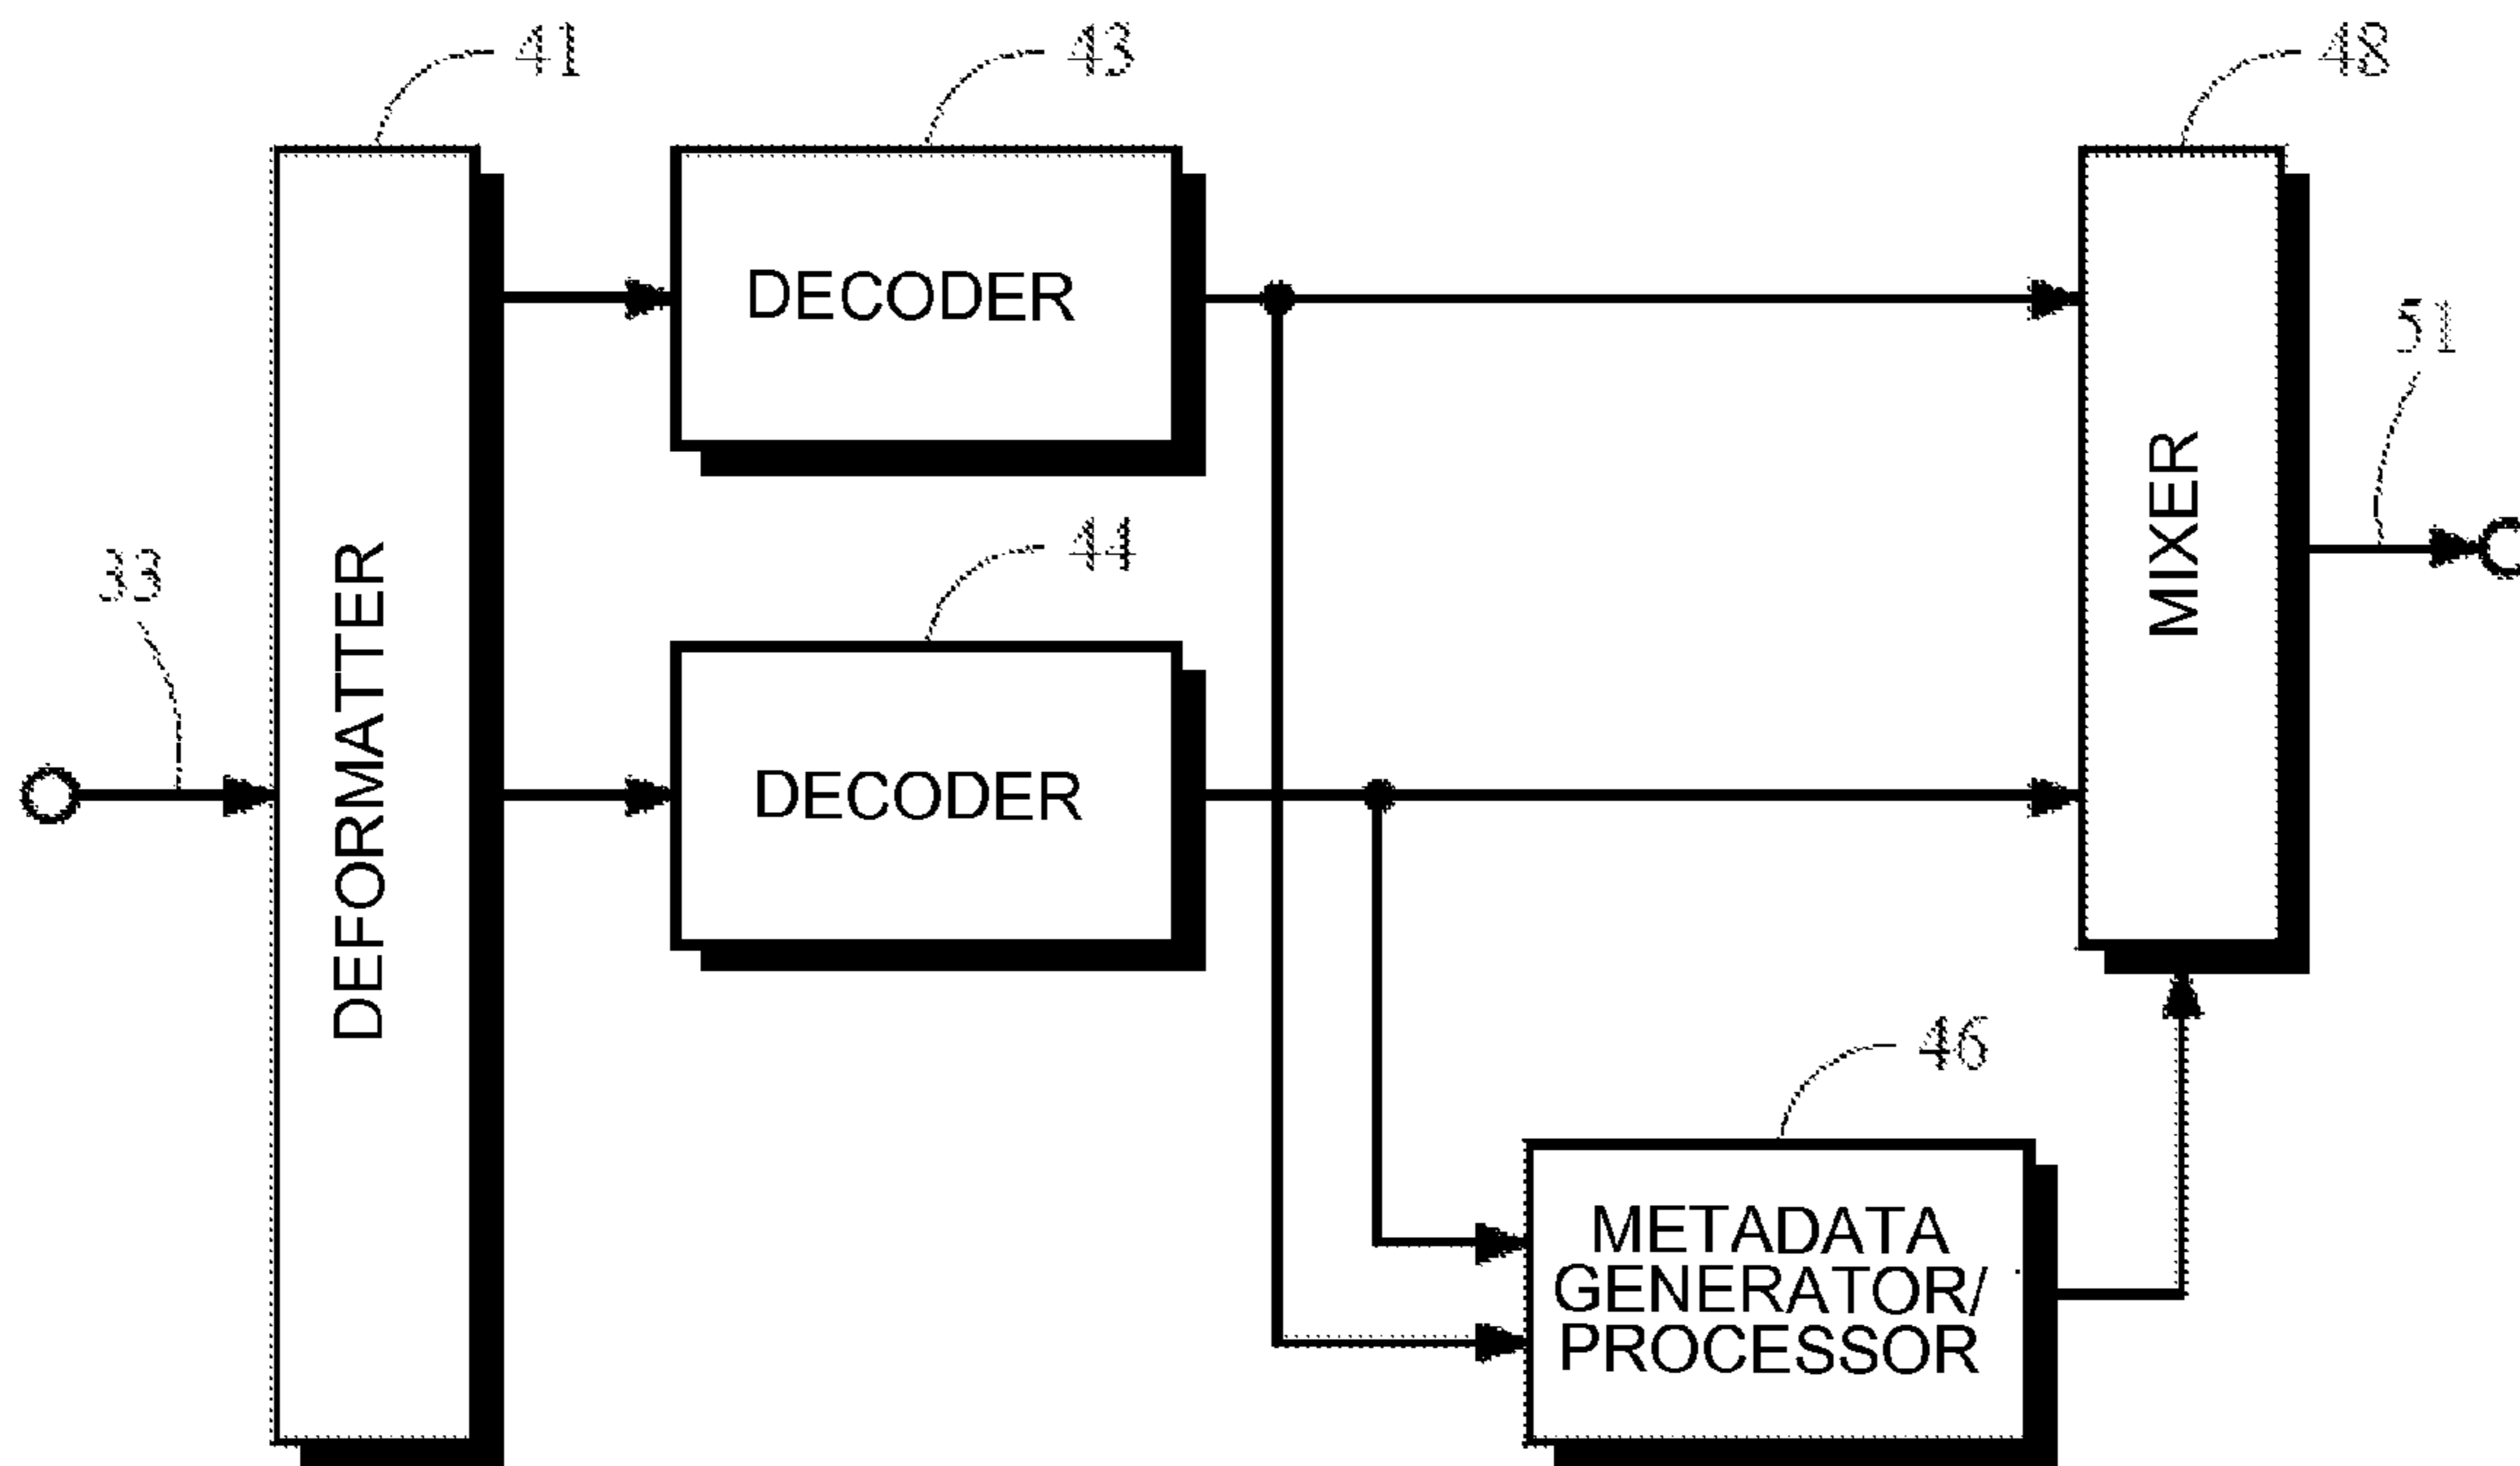 41
43
48
DECODER
51
MIXER
44
33
DEFORMATTER
DECODER
46
METADATA
GENERATOR/
PROCESSOR